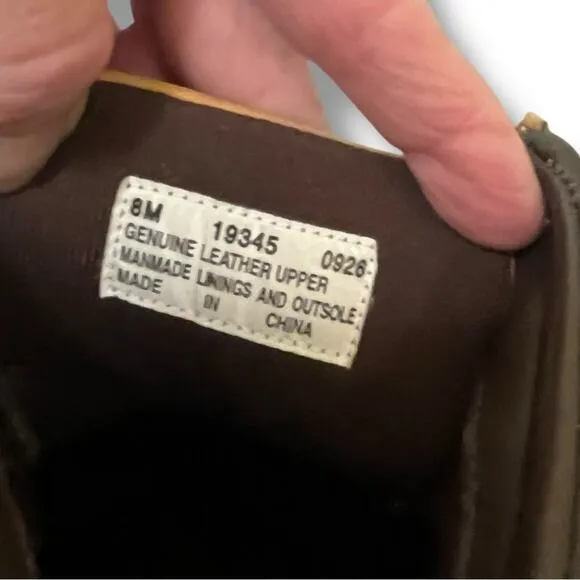 8M 19345 0926
GENUINE LEATHER UPPER
MANMADE LININGS AND OUTSOLE
MADE IN CHINA